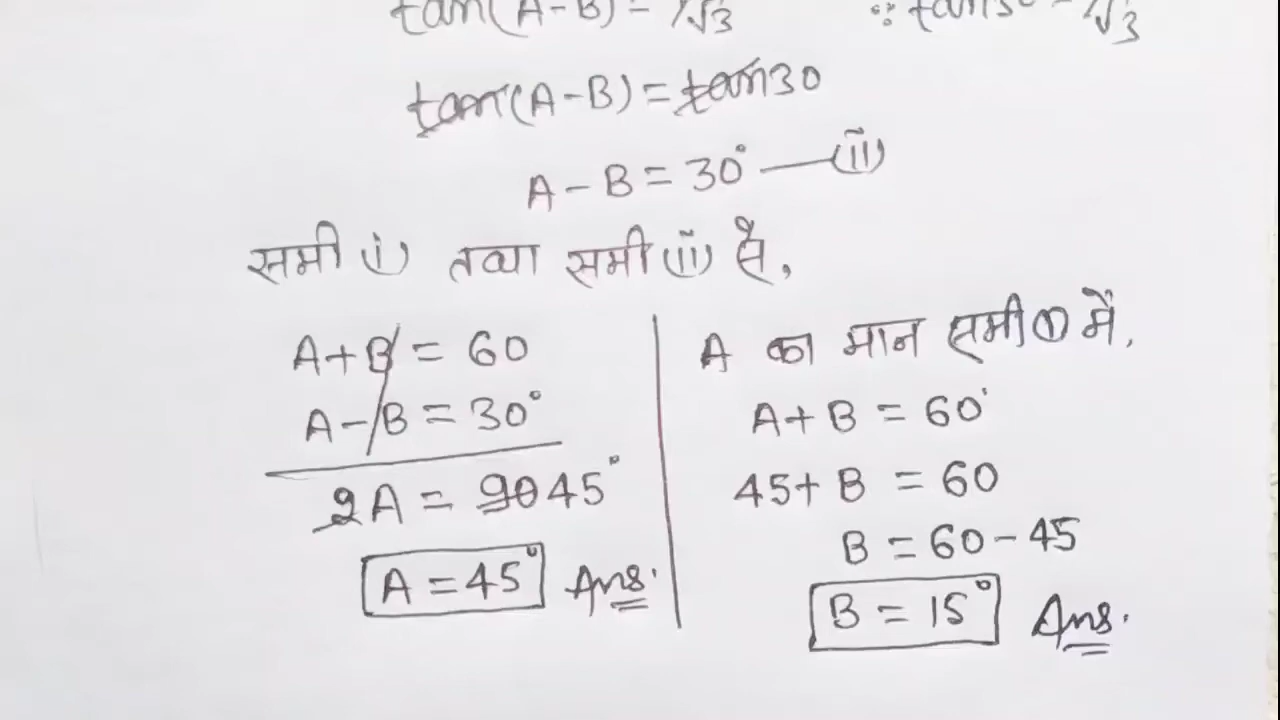 tan(A-B) = 1/√3 ∵ tan30 = 1/√3
tan(A-B) = tan30
A-B = 30° — (ii)
समी (i) तथा समी (ii) से,
A+B = 60
A-B = 30°
2A = 90 45°
A = 45° Ans.
A का मान समी (i) में,
A+B = 60°
45+B = 60
B = 60-45
B = 15° Ans.